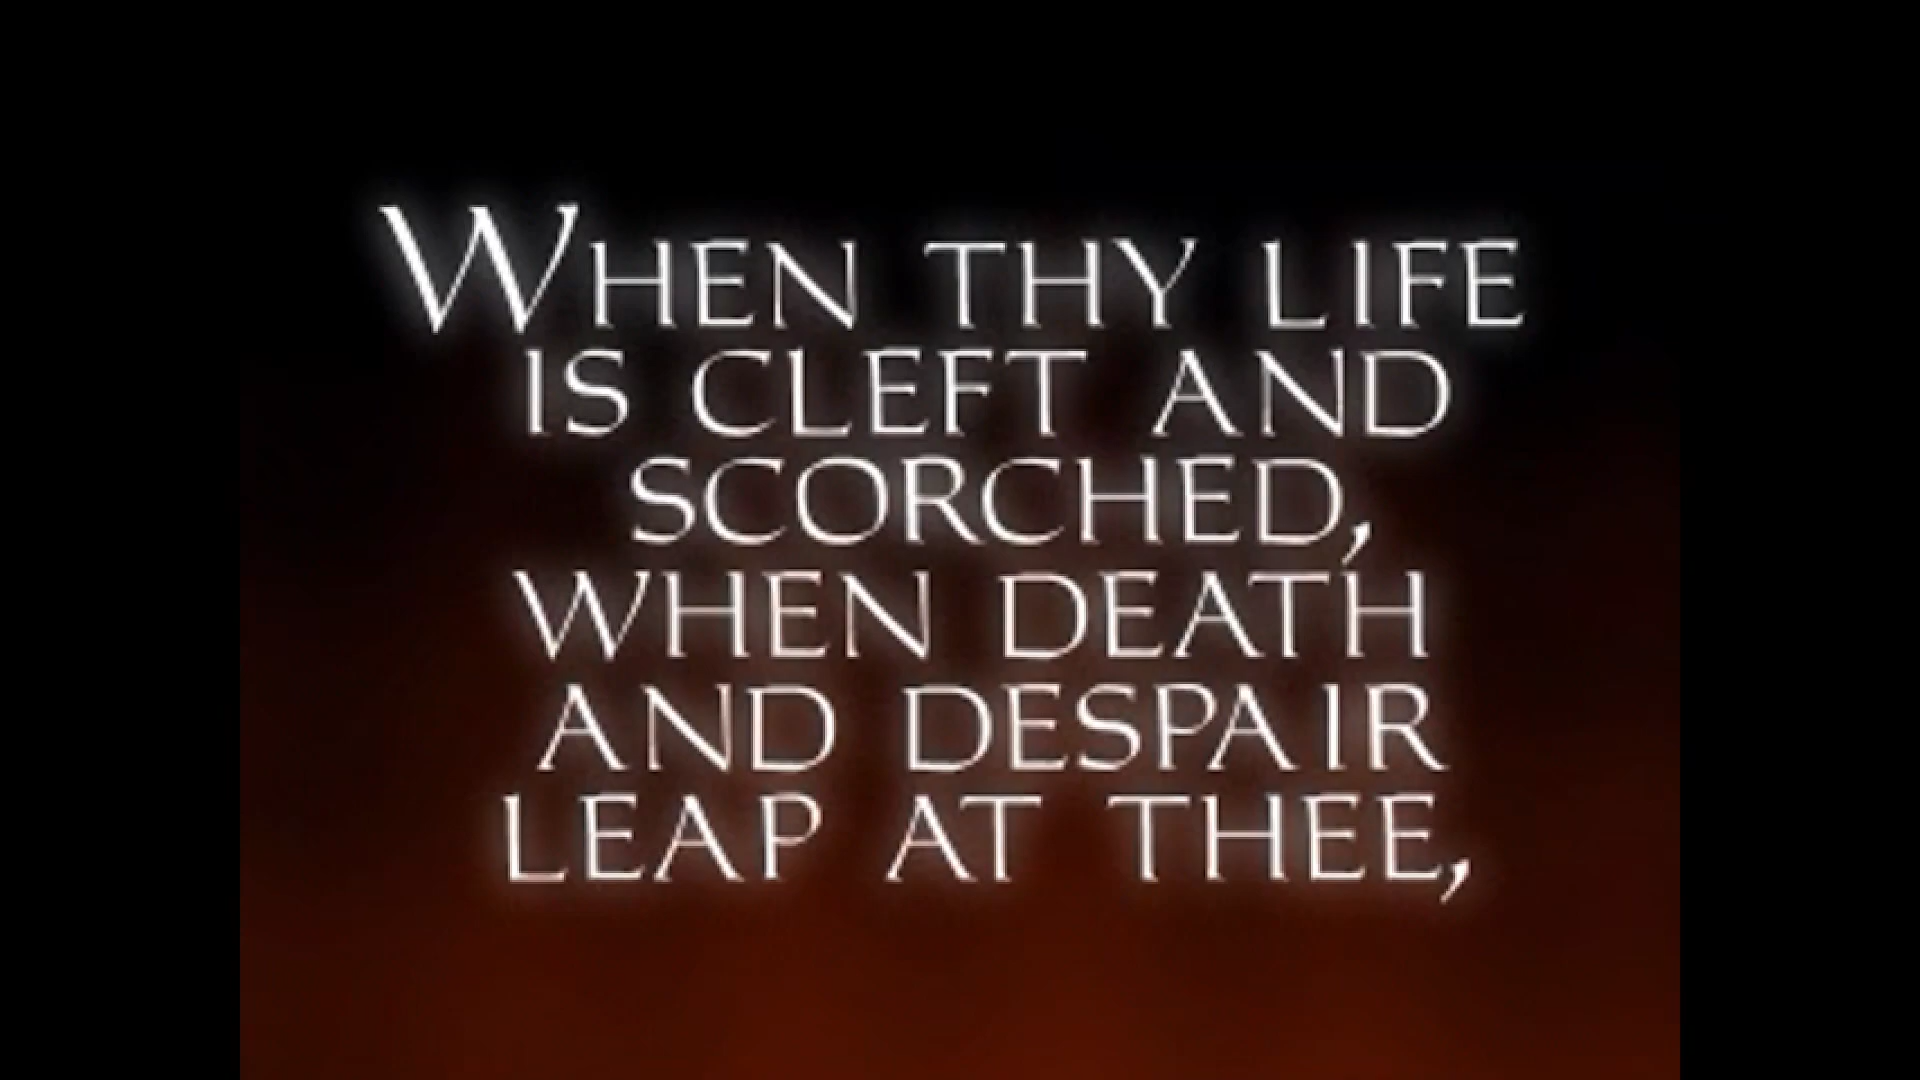 WHEN THY LIFE
IS CLEFT AND
SCORCHED,
WHEN DEATH
AND DESPAIR
LEAP AT THEE,